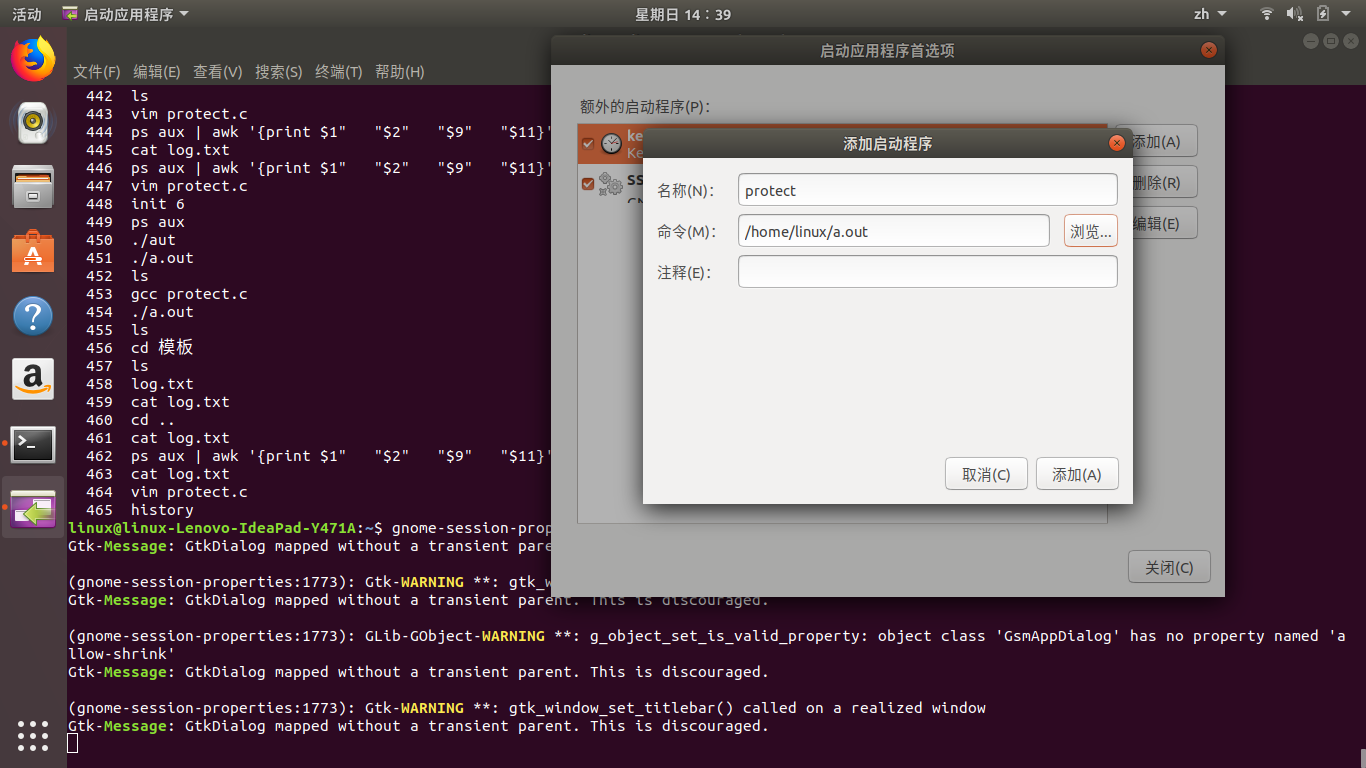 活动 启动应用程序 星期日 14：39 zh
启动应用程序首选项
文件(F) 编辑(E) 查看(V) 搜索(S) 终端(T) 帮助(H)
额外的启动程序(P)：
添加(A)
删除(R)
编辑(E)
关闭(C)
添加启动程序
名称(N)： protect
命令(M)： /home/linux/a.out 浏览...
注释(E)：
取消(C) 添加(A)
442 ls
443 vim protect.c
444 ps aux | awk '{print $1" "$2" "$9" "$11}'
445 cat log.txt
446 ps aux | awk '{print $1" "$2" "$9" "$11}'
447 vim protect.c
448 init 6
449 ps aux
450 ./aut
451 ./a.out
452 ls
453 gcc protect.c
454 ./a.out
455 ls
456 cd 模板
457 ls
458 log.txt
459 cat log.txt
460 cd ..
461 cat log.txt
462 ps aux | awk '{print $1" "$2" "$9" "$11}'
463 cat log.txt
464 vim protect.c
465 history
linux@linux-Lenovo-IdeaPad-Y471A:~$ gnome-session-prop
Gtk-Message: GtkDialog mapped without a transient pare
(gnome-session-properties:1773): Gtk-WARNING **: gtk_w
Gtk-Message: GtkDialog mapped without a transient parent. This is discouraged.
(gnome-session-properties:1773): GLib-GObject-WARNING **: g_object_set_is_valid_property: object class 'GsmAppDialog' has no property named 'a
llow-shrink'
Gtk-Message: GtkDialog mapped without a transient parent. This is discouraged.
(gnome-session-properties:1773): Gtk-WARNING **: gtk_window_set_titlebar() called on a realized window
Gtk-Message: GtkDialog mapped without a transient parent. This is discouraged.